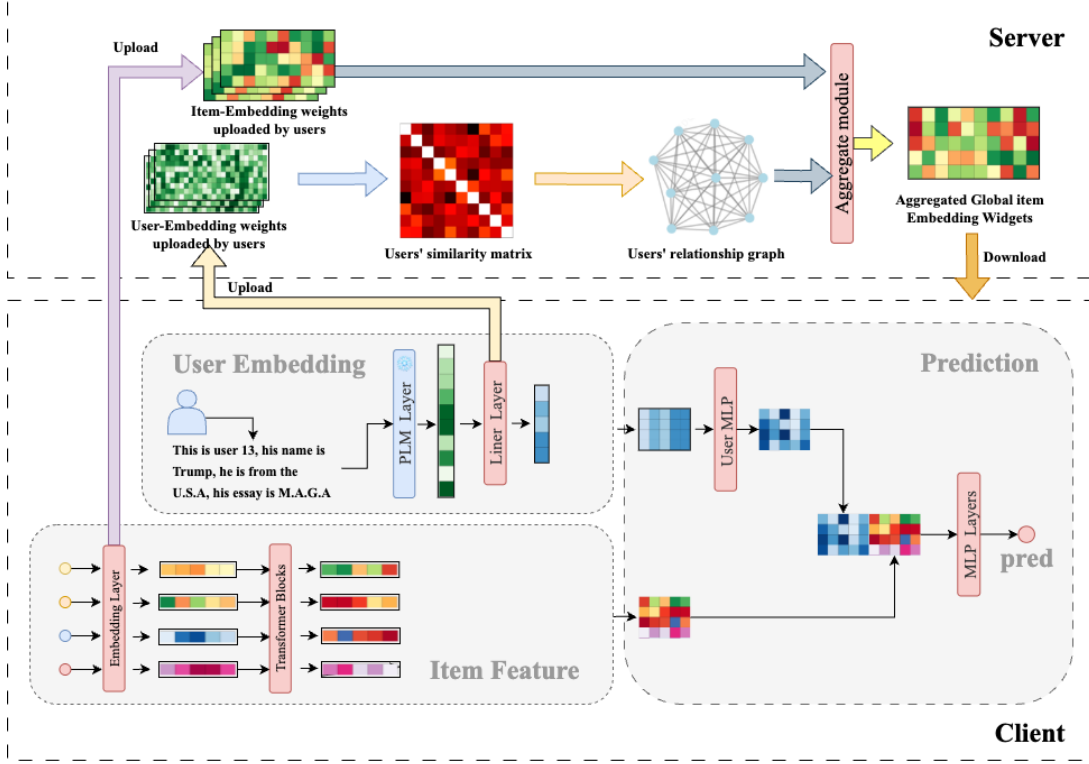 Server
Upload
Item-Embedding weights
uploaded by users
User-Embedding weights
uploaded by users
Users' similarity matrix
Users' relationship graph
Aggregate module
Aggregated Global item
Embedding Widgets
Download
Upload
User Embedding
This is user 13, his name is
Trump, he is from the
U.S.A, his essay is M.A.G.A
PLM Layer
Liner Layer
Prediction
User MLP
MLP Layers
pred
Embedding Layer
Transformer Blocks
Item Feature
Client